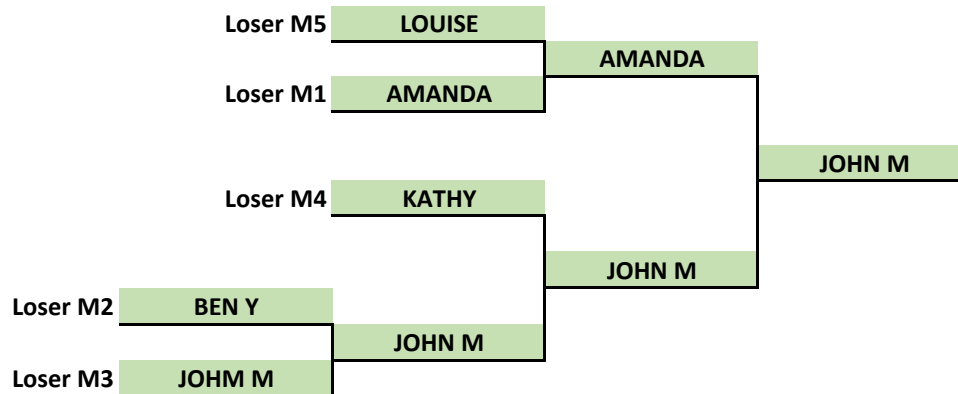 Loser M5 LOUISE
AMANDA
Loser M1 AMANDA
JOHN M
Loser M4 KATHY
JOHN M
Loser M2 BEN Y
JOHN M
Loser M3 JOHM M